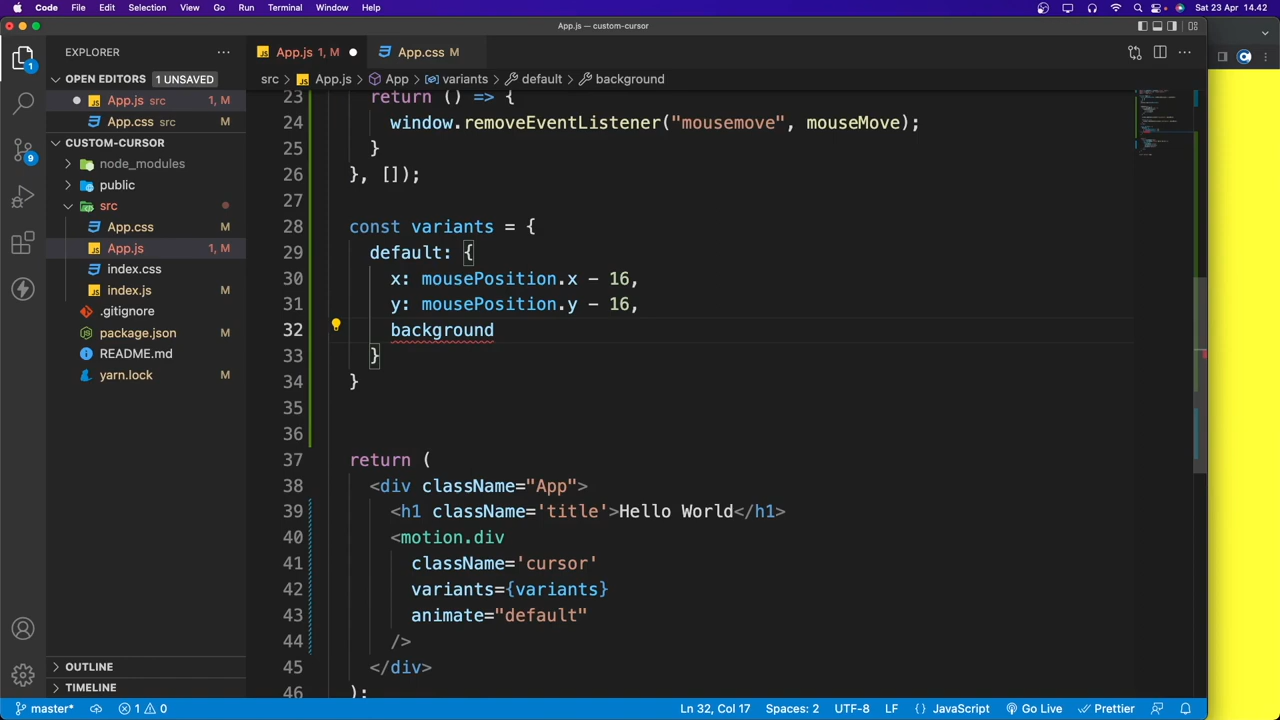 Code File Edit Selection View Go Run Terminal Window Help Sat 23 Apr 14.42
App.js — custom-cursor
EXPLORER
App.js 1, M
App.css M
OPEN EDITORS 1 UNSAVED
src > App.js > App > variants > default > background
App.js src 1, M
App.css src M
CUSTOM-CURSOR
node_modules
public
src
App.css M
App.js 1, M
index.css
index.js M
.gitignore
package.json M
README.md
yarn.lock M
OUTLINE
TIMELINE
1
9
23 return () => {
24 window.removeEventListener("mousemove", mouseMove);
25 }
26 }, []);
27
28 const variants = {
29 default: {
30 x: mousePosition.x - 16,
31 y: mousePosition.y - 16,
32 background
33 }
34 }
35
36
37 return (
38 <div className="App">
39 <h1 className='title'>Hello World</h1>
40 <motion.div
41 className='cursor'
42 variants={variants}
43 animate="default"
44 />
45 </div>
46 );
master* 1 0 Ln 32, Col 17 Spaces: 2 UTF-8 LF {} JavaScript Go Live Prettier